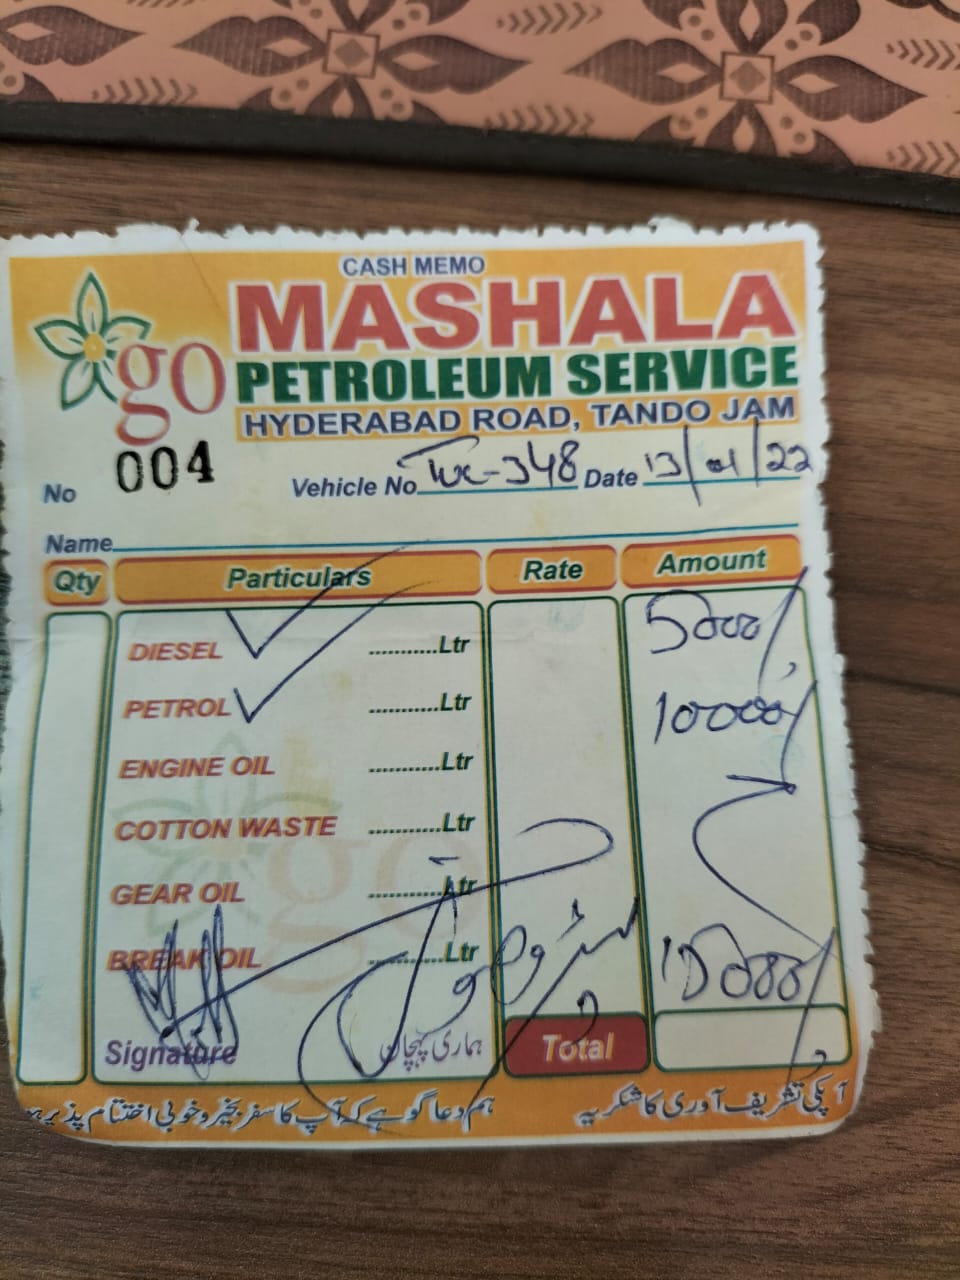 CASH MEMO
go
MASHALA
PETROLEUM SERVICE
HYDERABAD ROAD, TANDO JAM
No 004 Vehicle No. Date 13/01/22
Name
Qty Particulars Rate Amount
DIESEL ...........Ltr 5000/
PETROL ...........Ltr 10000/
ENGINE OIL ...........Ltr
COTTON WASTE ...........Ltr
GEAR OIL ...........Ltr
BREAK OIL ...........Ltr 15000/
Signature ہماری پہچان Total
آپکی تشریف آوری کا شکریہ
ہم دعا گو ہے کہ آپ کا سفر بخیر و خوبی اختتام پذیر ہو